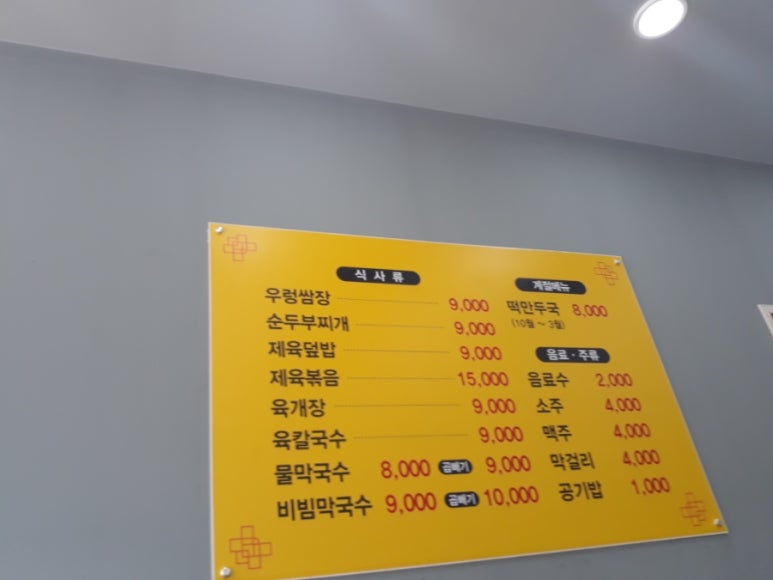 식사류
우렁쌈장 9,000
순두부찌개 9,000
제육덮밥 9,000
제육볶음 15,000
육개장 9,000
육칼국수 9,000
물막국수 8,000 곱빼기 9,000
비빔막국수 9,000 곱빼기 10,000
계절메뉴
떡만두국 8,000
(10월 ~ 3월)
음료·주류
음료수 2,000
소주 4,000
맥주 4,000
막걸리 4,000
공기밥 1,000